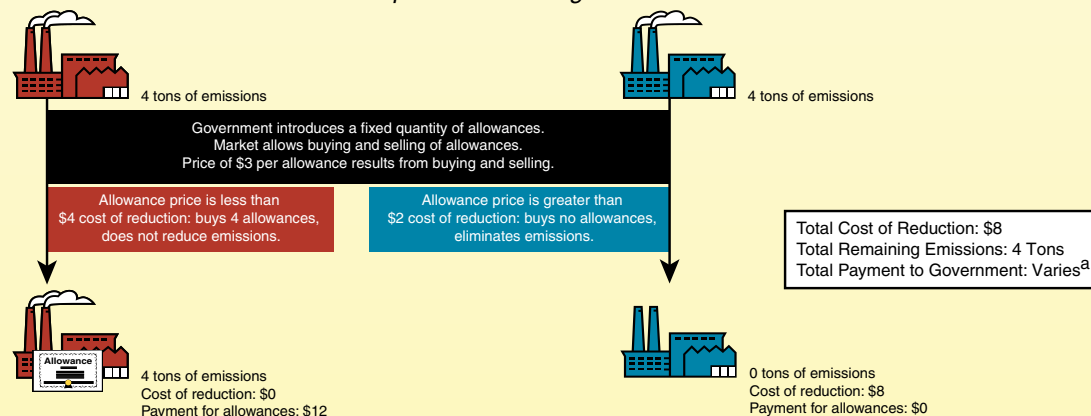 4 tons of emissions
4 tons of emissions
Government introduces a fixed quantity of allowances.
Market allows buying and selling of allowances.
Price of $3 per allowance results from buying and selling.
Allowance price is less than
$4 cost of reduction: buys 4 allowances,
does not reduce emissions.
Allowance price is greater than
$2 cost of reduction: buys no allowances,
eliminates emissions.
Total Cost of Reduction: $8
Total Remaining Emissions: 4 Tons
Total Payment to Government: Variesa
Allowance
4 tons of emissions
Cost of reduction: $0
Payment for allowances: $12
0 tons of emissions
Cost of reduction: $8
Payment for allowances: $0